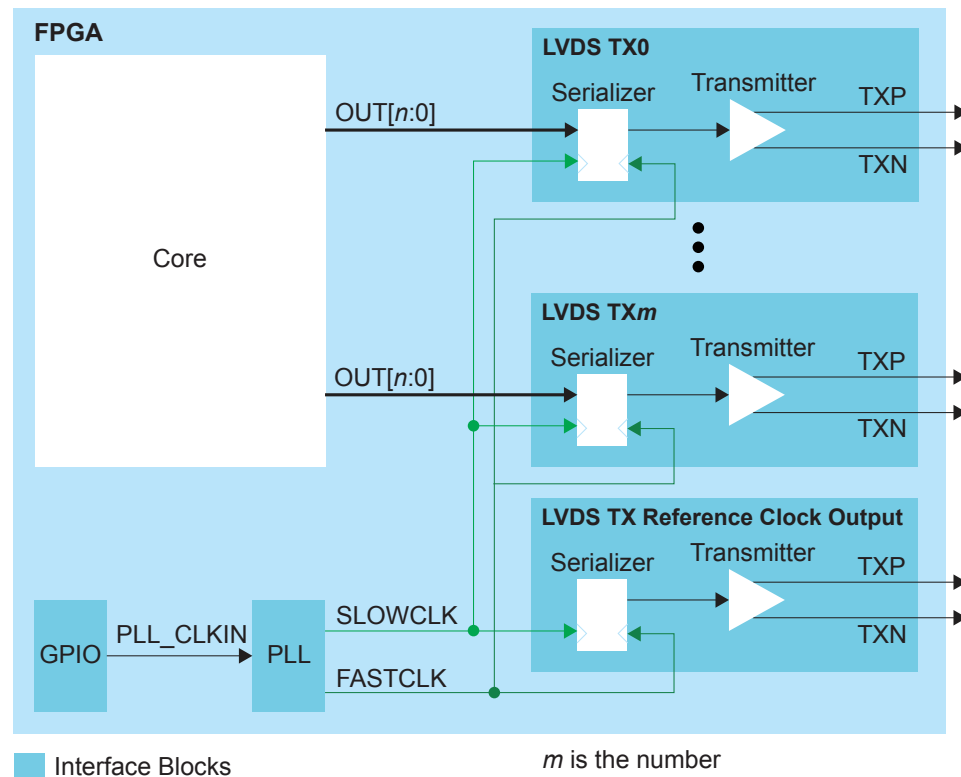 FPGA
LVDS TX0
Serializer
Transmitter
TXP
OUT[n:0]
TXN
Core
LVDS TXm
Serializer
Transmitter
TXP
OUT[n:0]
TXN
LVDS TX Reference Clock Output
Serializer
Transmitter
TXP
SLOWCLK
TXN
GPIO
PLL_CLKIN
PLL
FASTCLK
Interface Blocks
m is the number